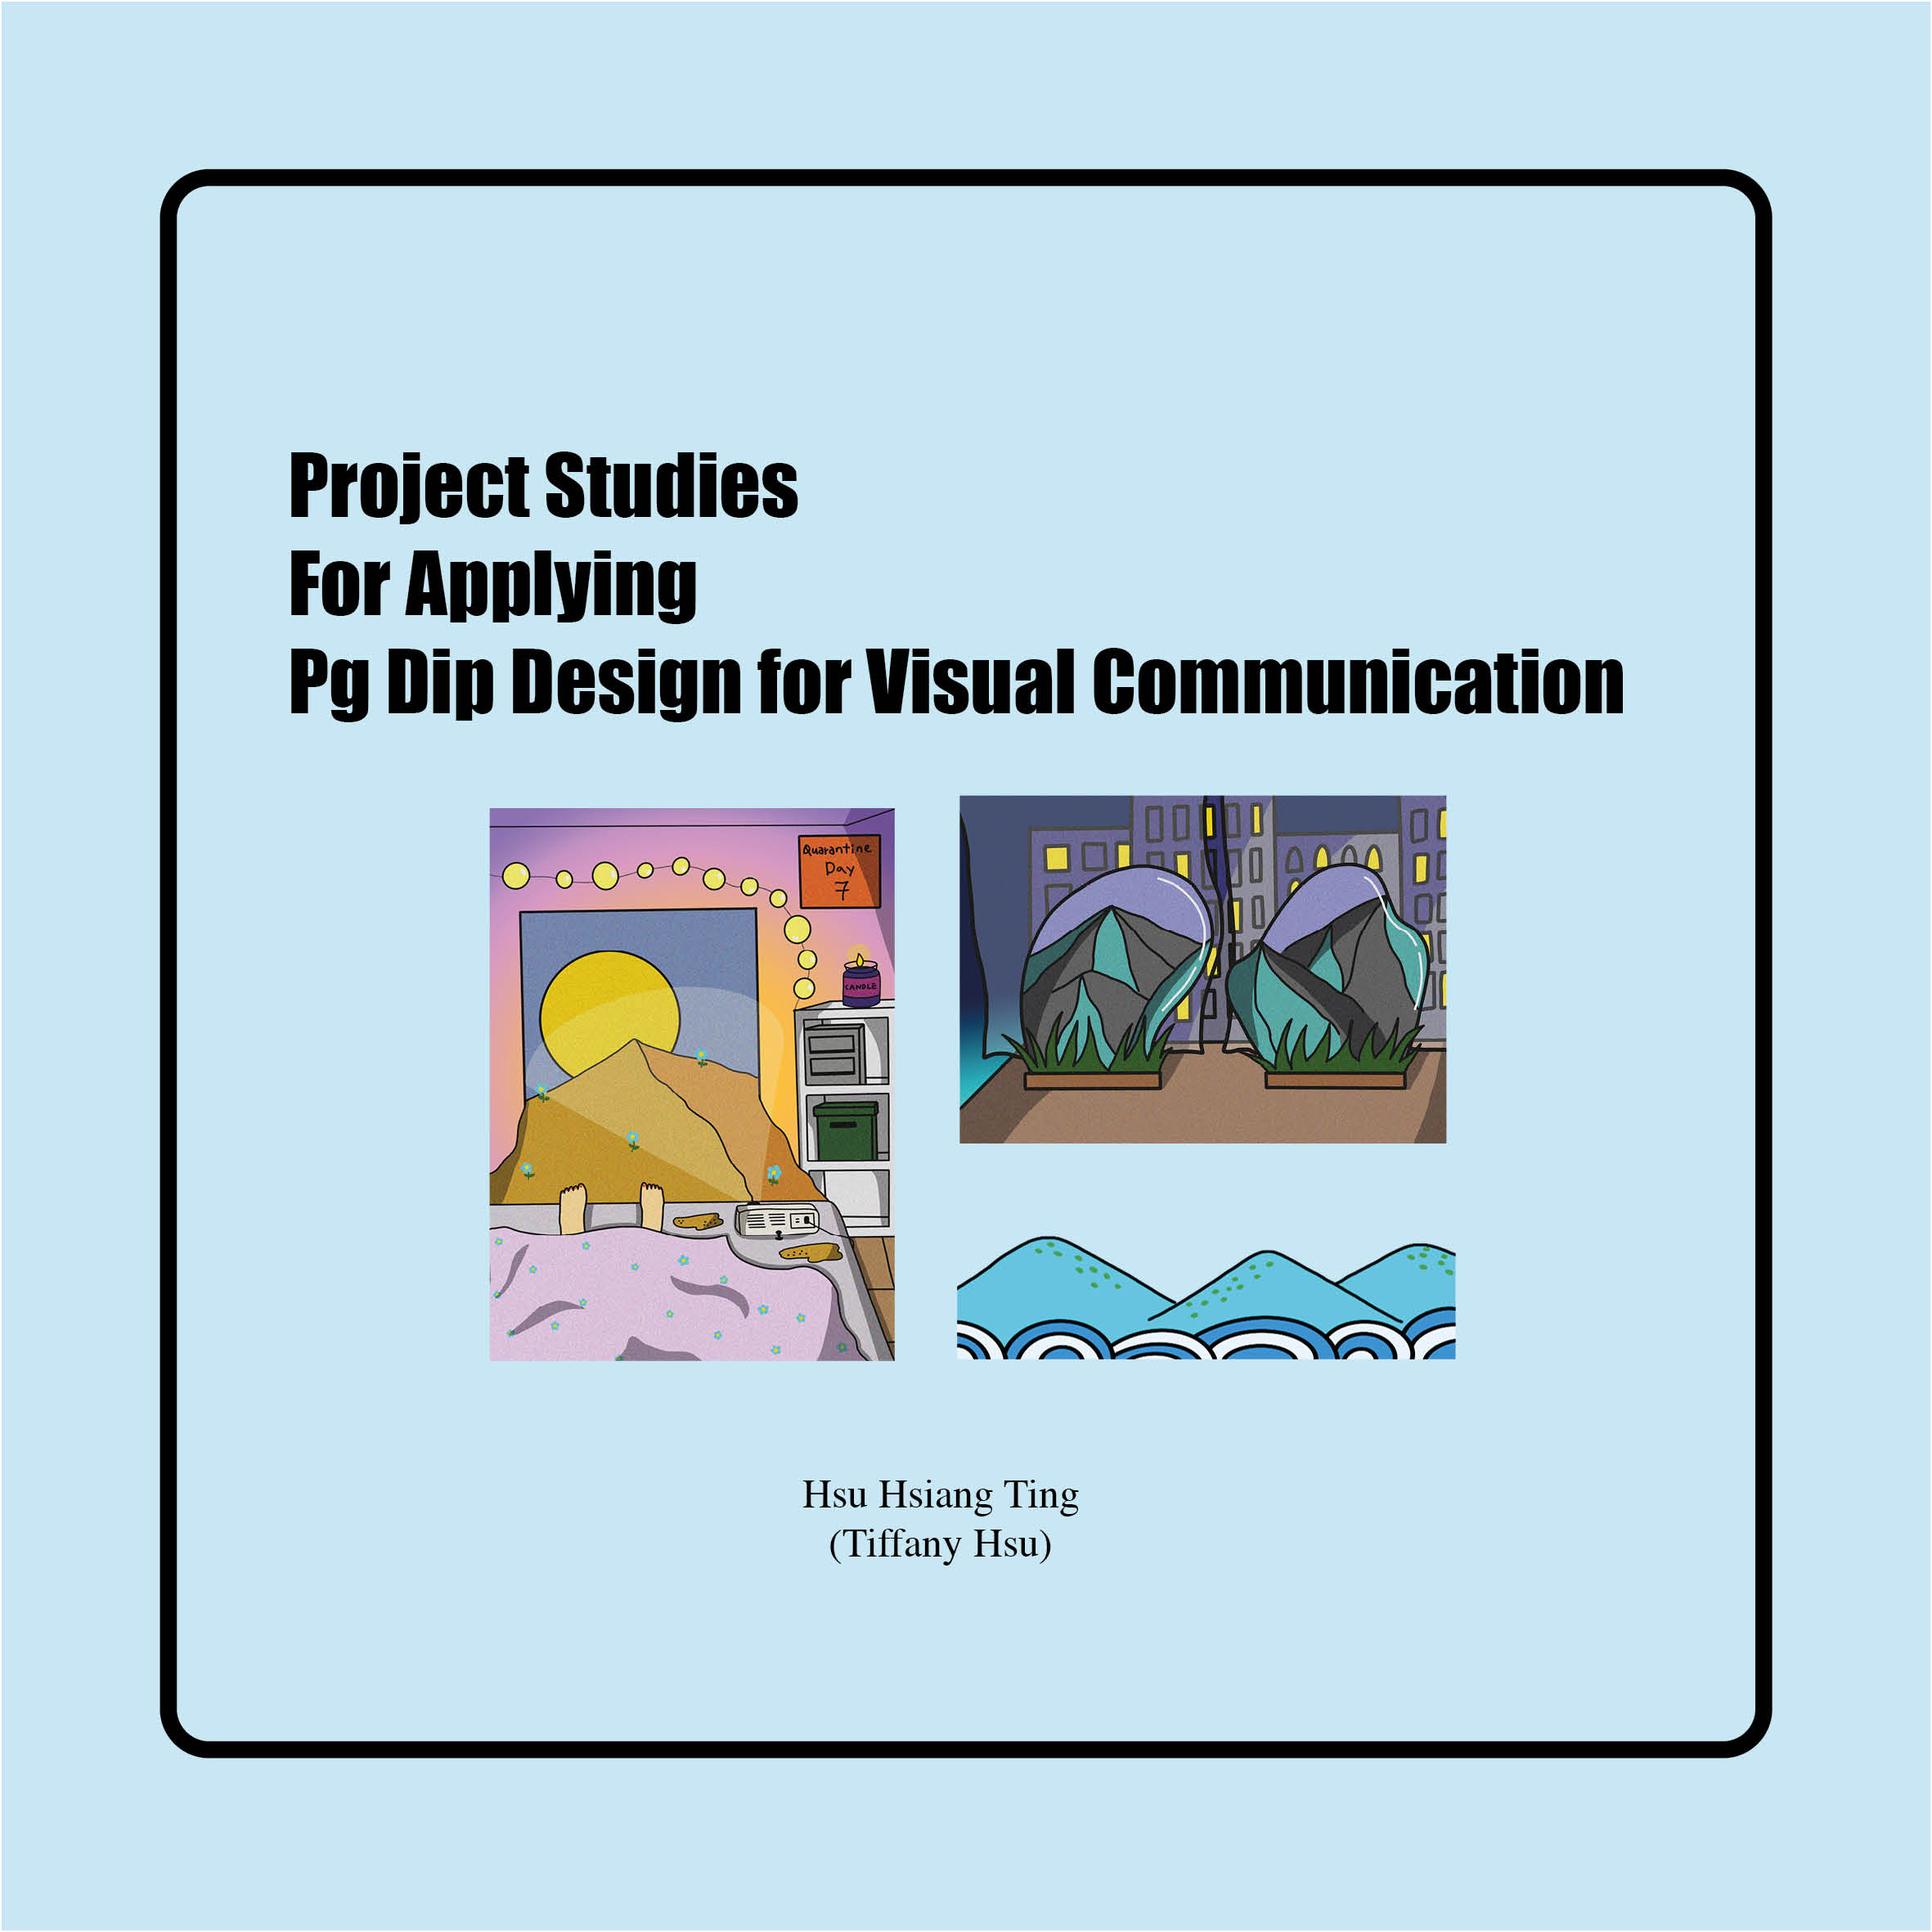 Project Studies
For Applying
Pg Dip Design for Visual Communication
Quarantine
Day
7
CANDLE
Hsu Hsiang Ting
(Tiffany Hsu)